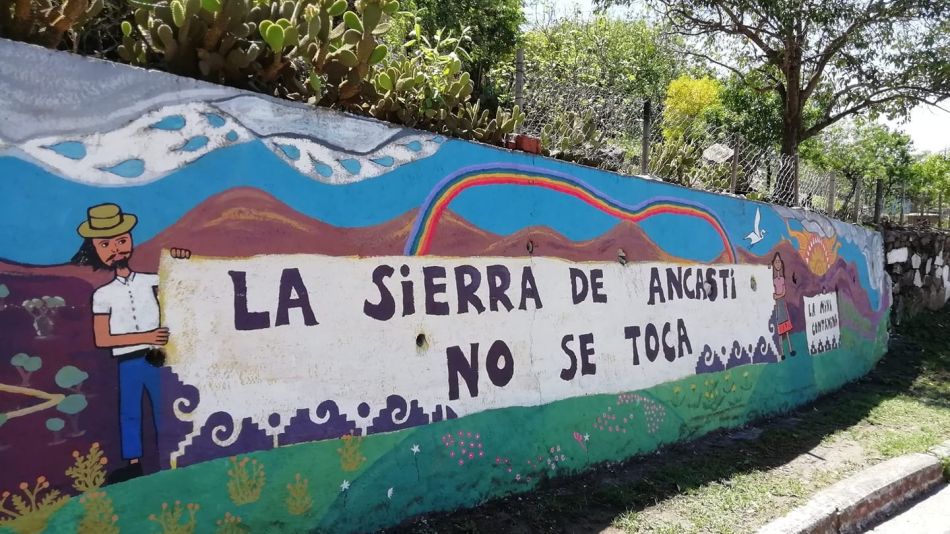 LA SIERRA DE ANCASTI
NO SE TOCA
LA MINA
CONTAMINA